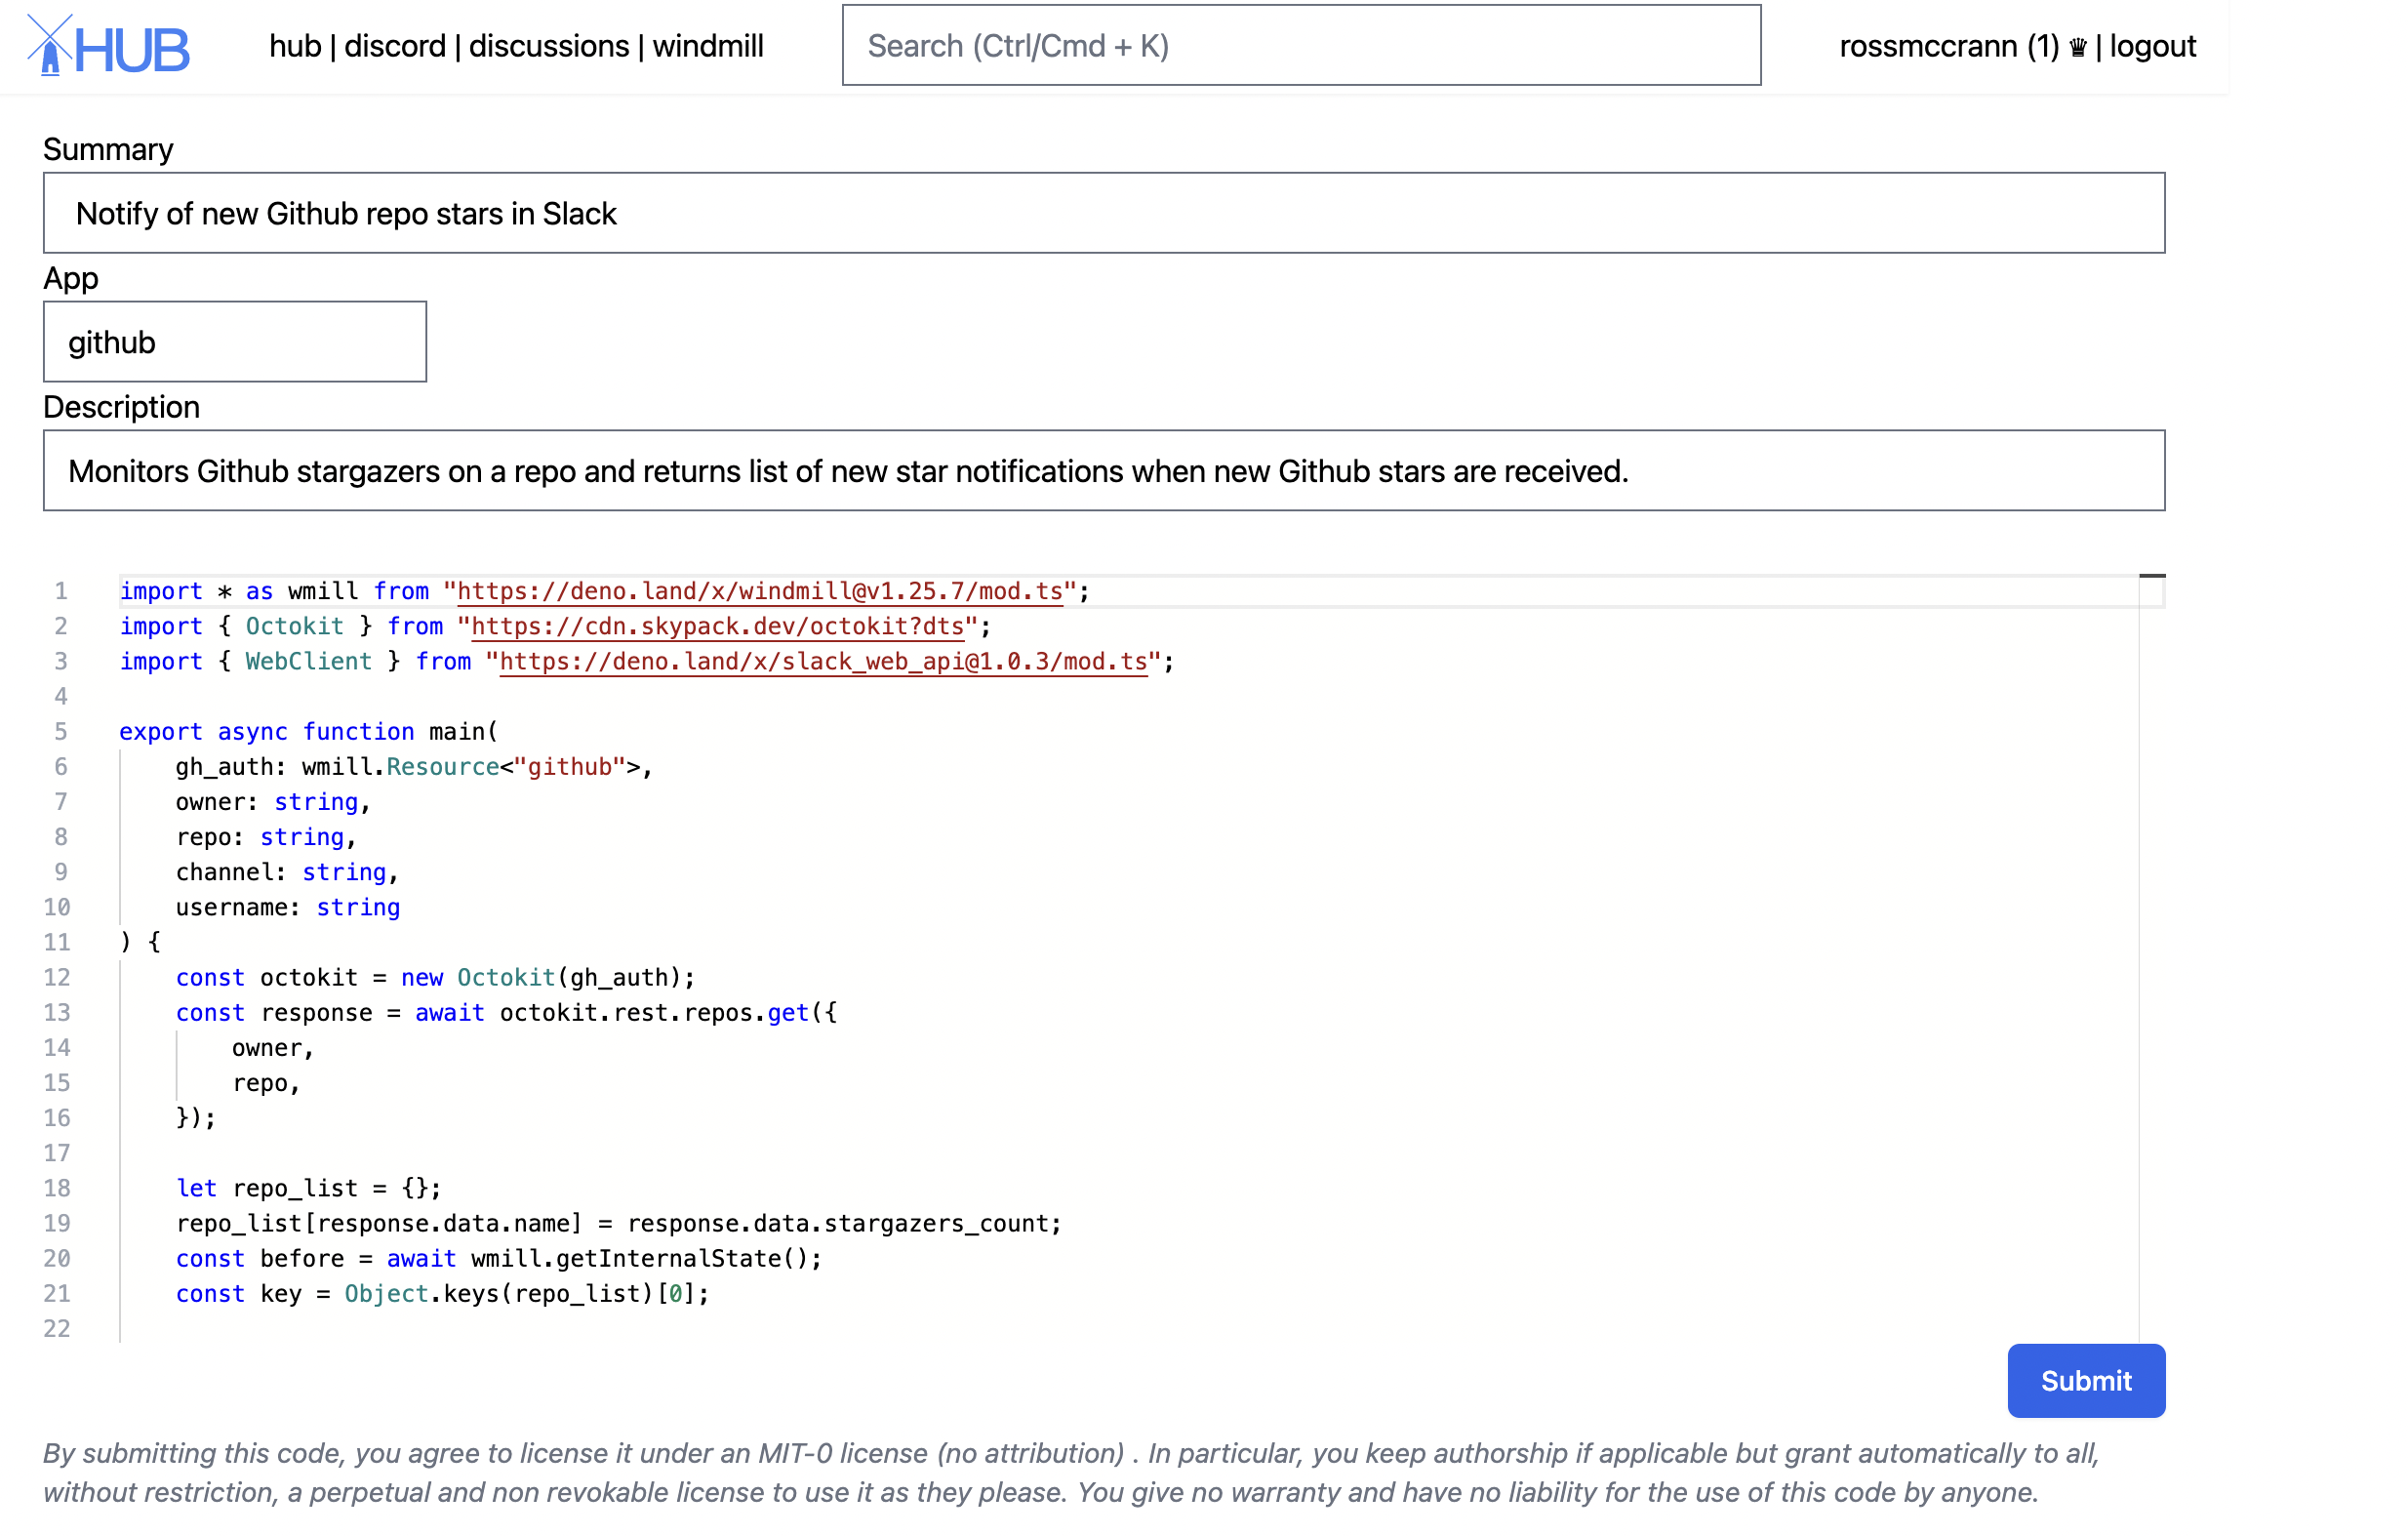 HUB
hub | discord | discussions | windmill
Search (Ctrl/Cmd + K)
rossmccrann (1) ♛ | logout
Summary
Notify of new Github repo stars in Slack
App
github
Description
Monitors Github stargazers on a repo and returns list of new star notifications when new Github stars are received.
1 import * as wmill from "https://deno.land/x/windmill@v1.25.7/mod.ts";
2 import { Octokit } from "https://cdn.skypack.dev/octokit?dts";
3 import { WebClient } from "https://deno.land/x/slack_web_api@1.0.3/mod.ts";
4
5 export async function main(
6     gh_auth: wmill.Resource<"github">,
7     owner: string,
8     repo: string,
9     channel: string,
10     username: string
11 ) {
12     const octokit = new Octokit(gh_auth);
13     const response = await octokit.rest.repos.get({
14         owner,
15         repo,
16     });
17
18     let repo_list = {};
19     repo_list[response.data.name] = response.data.stargazers_count;
20     const before = await wmill.getInternalState();
21     const key = Object.keys(repo_list)[0];
22
Submit
By submitting this code, you agree to license it under an MIT-0 license (no attribution) . In particular, you keep authorship if applicable but grant automatically to all,
without restriction, a perpetual and non revokable license to use it as they please. You give no warranty and have no liability for the use of this code by anyone.